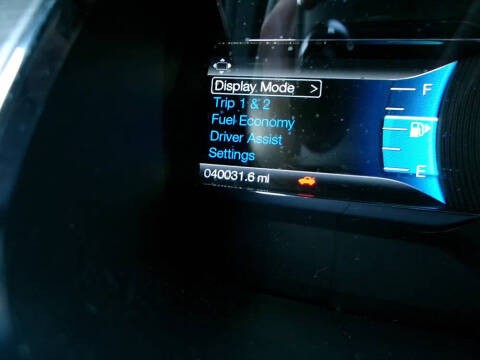 Display Mode >
Trip 1 & 2
Fuel Economy
Driver Assist
Settings
040031.6 mi
F
E